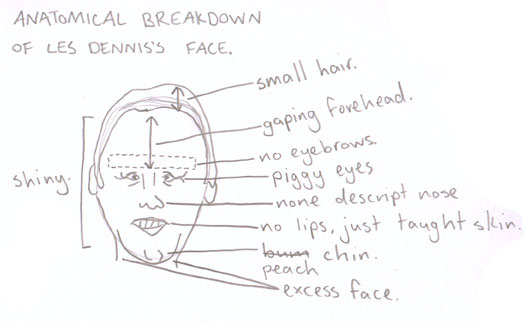 ANATOMICAL BREAKDOWN
OF LES DENNIS'S FACE.
small hair.
gaping forehead.
no eyebrows.
piggy eyes
shiny.
none descript nose
no lips, just taught skin.
bum chin.
peach
excess face.